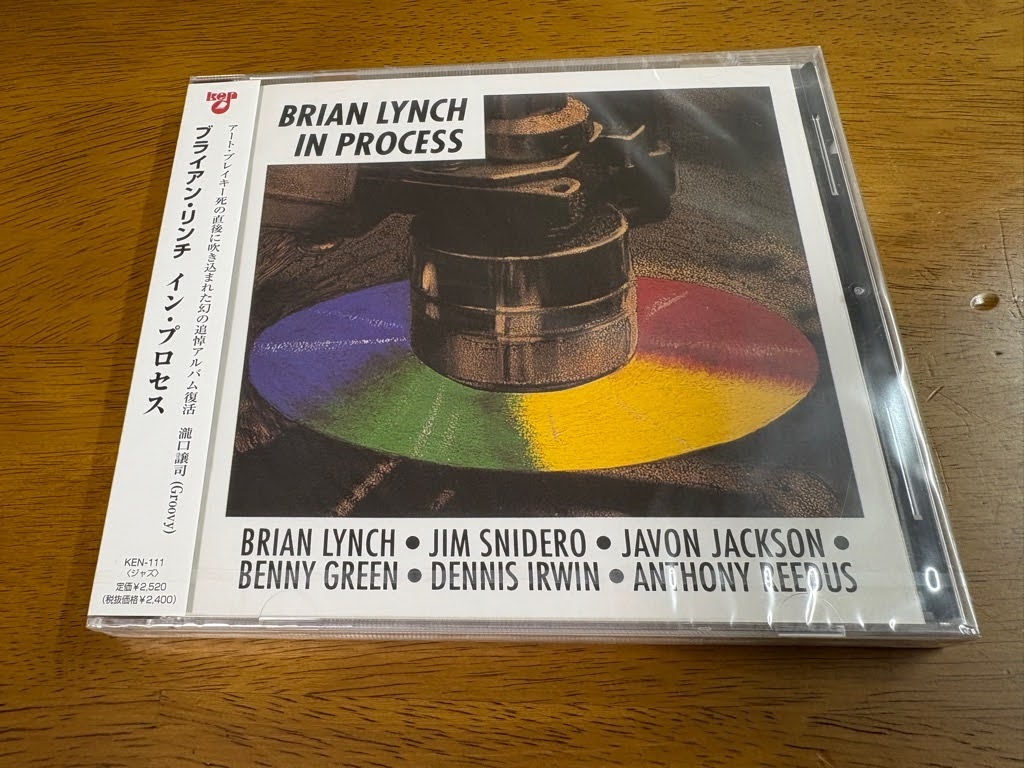 ken
アート・ブレイキー死の直後に吹き込まれた幻の追悼アルバム復活 瀧口譲司(Groovy)
ブライアン・リンチ イン・プロセス
KEN-111
〈ジャズ〉
定価¥2,520
(税抜価格¥2,400)
BRIAN LYNCH
IN PROCESS
BRIAN LYNCH • JIM SNIDERO • JAVON JACKSON •
BENNY GREEN • DENNIS IRWIN • ANTHONY REEDUS